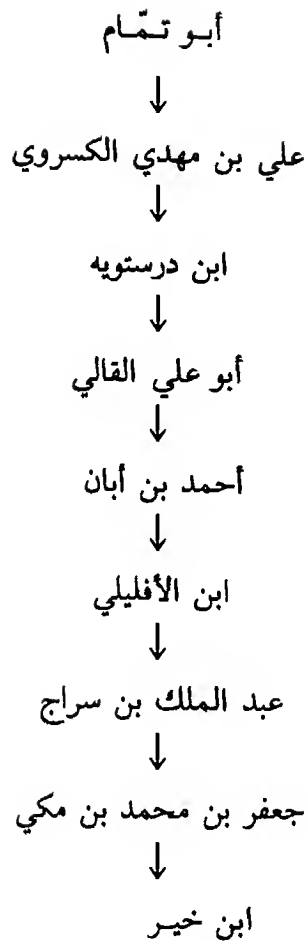 أبو تمّام
↓
علي بن مهدي الكسروي
↓
ابن درستويه
↓
أبو علي القالي
↓
أحمد بن أبان
↓
ابن الأفليلي
↓
عبد الملك بن سراج
↓
جعفر بن محمد بن مكي
↓
ابن خير